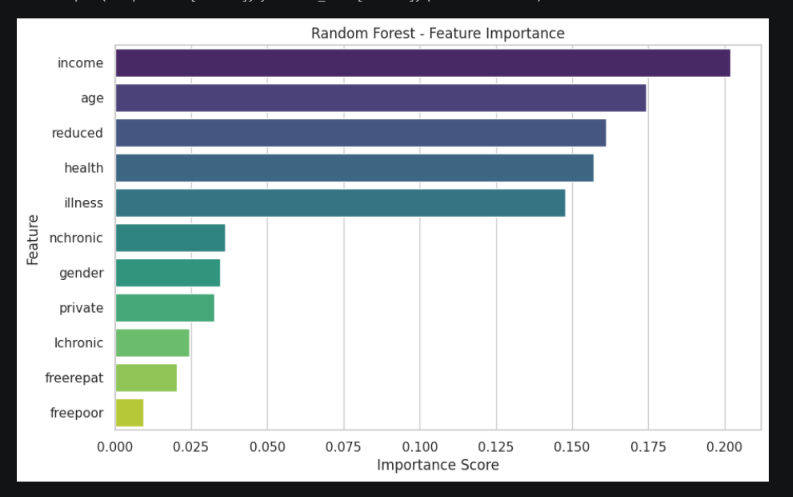 Random Forest - Feature Importance
income
age
reduced
health
illness
nchronic
gender
private
lchronic
freerepat
freepoor
Feature
0.000 0.025 0.050 0.075 0.100 0.125 0.150 0.175 0.200
Importance Score